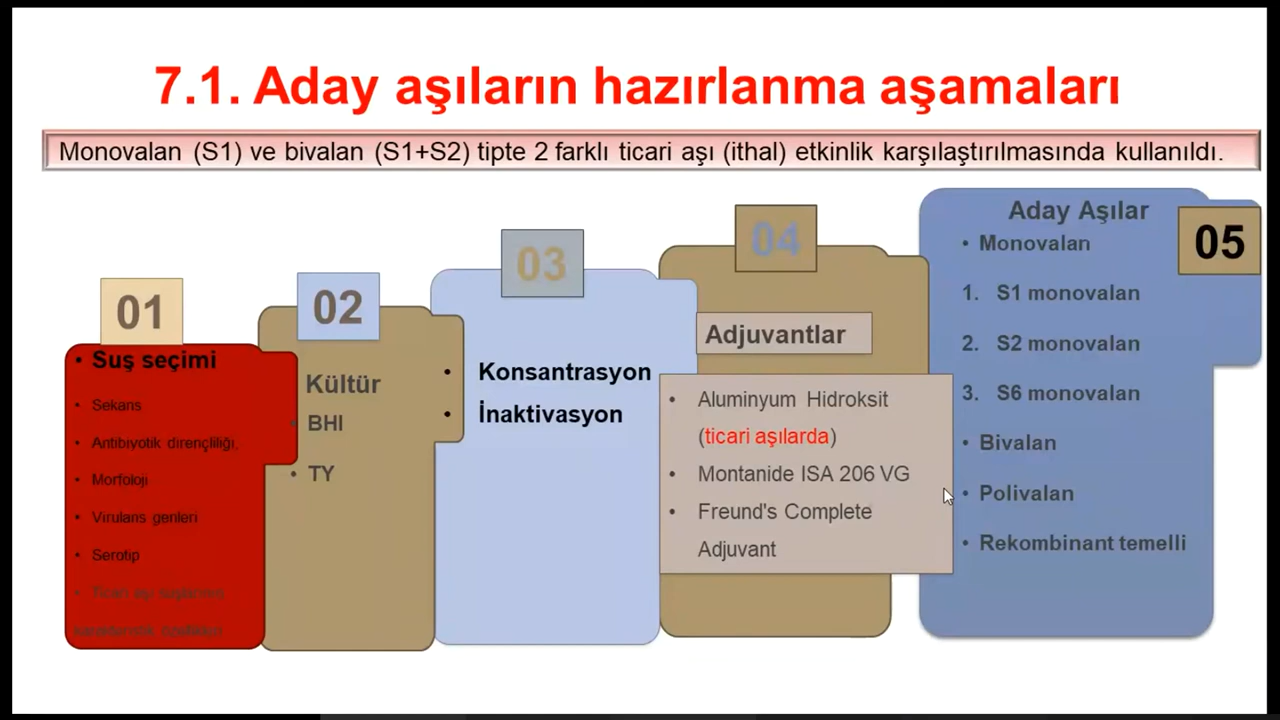 7.1. Aday aşıların hazırlanma aşamaları
Monovalan (S1) ve bivalan (S1+S2) tipte 2 farklı ticari aşı (ithal) etkinlik karşılaştırılmasında kullanıldı.
01
• Suş seçimi
• Sekans
• Antibiyotik dirençliliği,
• Morfoloji
• Virulans genleri
• Serotip
• Ticari aşı suşlarının
karakteristik özellikleri
02
Kültür
• BHI
• TY
03
• Konsantrasyon
• İnaktivasyon
04
Adjuvantlar
• Aluminyum Hidroksit
(ticari aşılarda)
• Montanide ISA 206 VG
• Freund's Complete
Adjuvant
05
Aday Aşılar
• Monovalan
1. S1 monovalan
2. S2 monovalan
3. S6 monovalan
• Bivalan
• Polivalan
• Rekombinant temelli